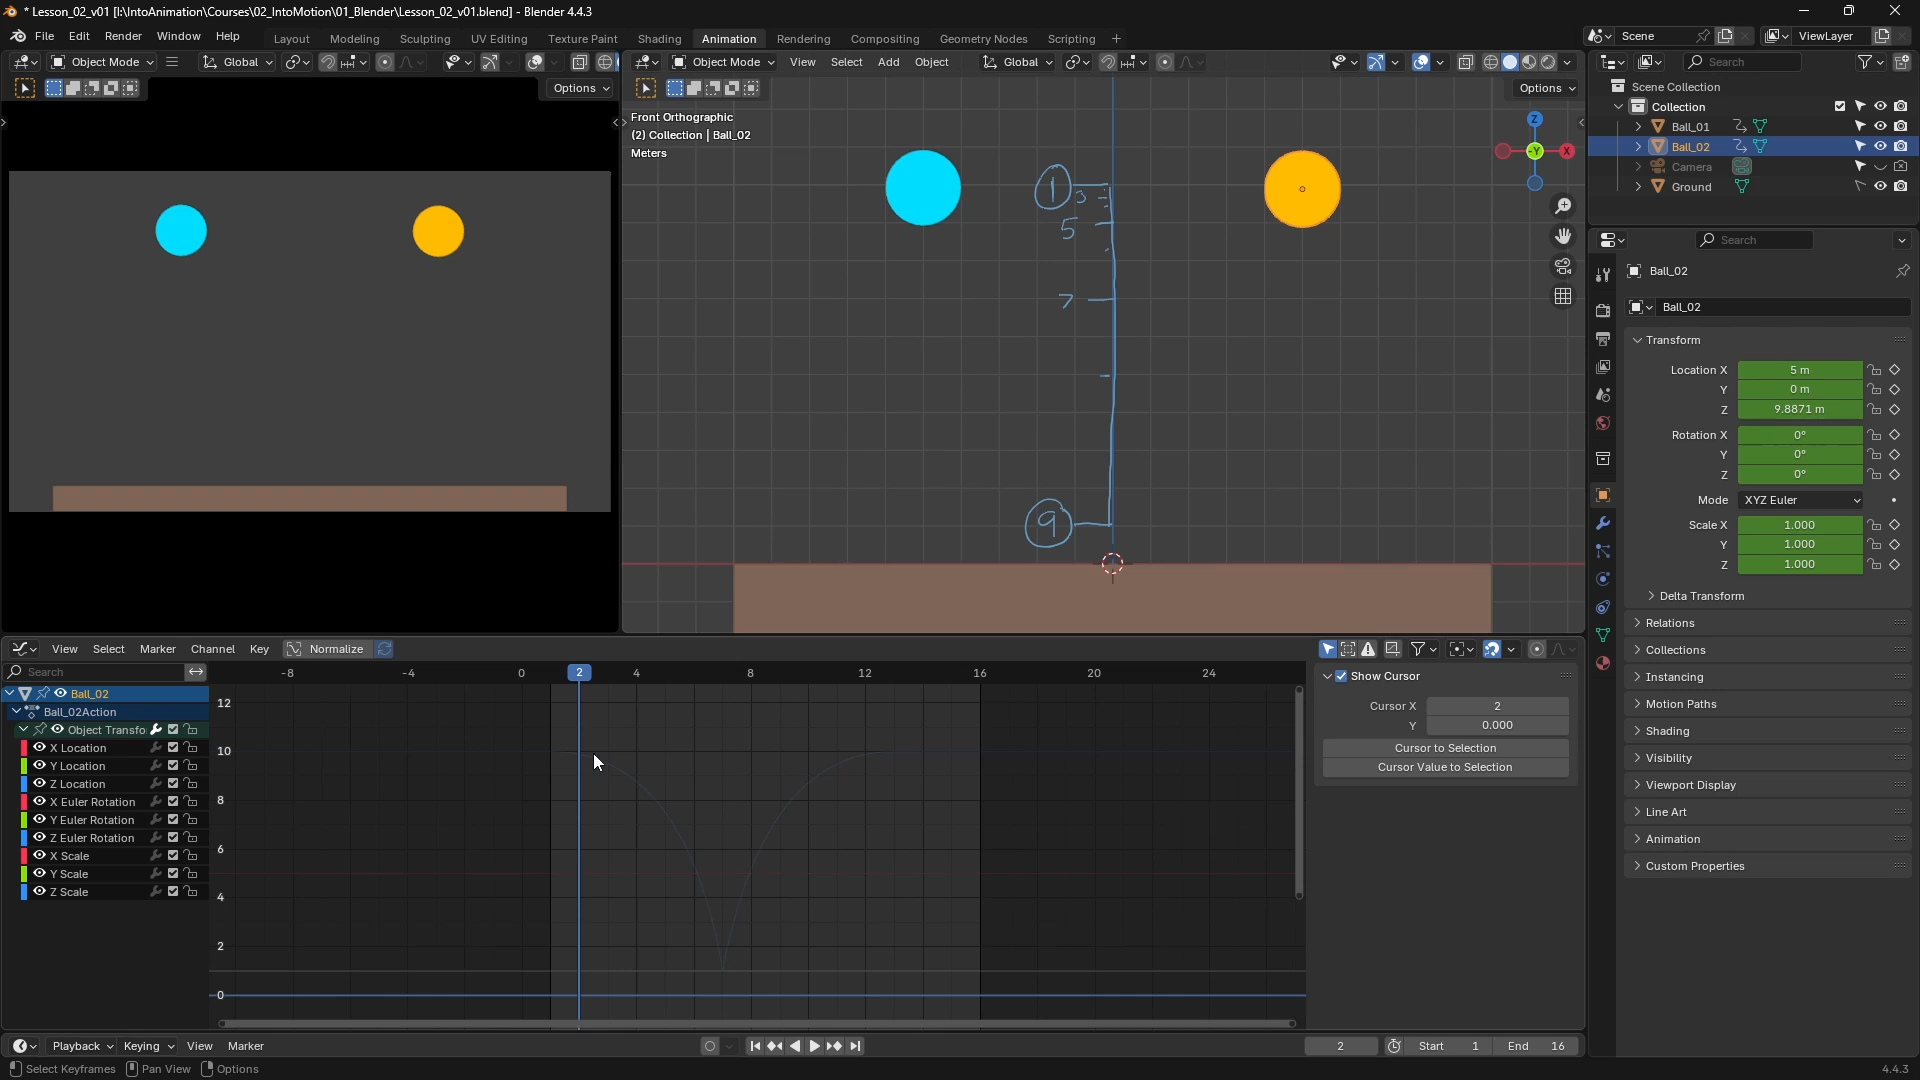 * Lesson_02_v01 [I:\IntoAnimation\Courses\02_IntoMotion\01_Blender\Lesson_02_v01.blend] - Blender 4.4.3
File Edit Render Window Help Layout Modeling Sculpting UV Editing Texture Paint Shading Animation Rendering Compositing Geometry Nodes Scripting +
Scene ViewLayer
Object Mode Global
Object Mode View Select Add Object Global
Search
Options
Options
Front Orthographic
(2) Collection | Ball_02
Meters
1
3
5
7
9
Z
-Y
X
Scene Collection
Collection
Ball_01
Ball_02
Camera
Ground
Search
Ball_02
Ball_02
Transform
Location X 5 m
Y 0 m
Z 9.8871 m
Rotation X 0°
Y 0°
Z 0°
Mode XYZ Euler
Scale X 1.000
Y 1.000
Z 1.000
Delta Transform
Relations
Collections
Instancing
Motion Paths
Shading
Visibility
Viewport Display
Line Art
Animation
Custom Properties
View Select Marker Channel Key Normalize
Search
-8 -4 0 2 4 8 12 16 20 24
Ball_02
Ball_02Action
Object Transfo
X Location
Y Location
Z Location
X Euler Rotation
Y Euler Rotation
Z Euler Rotation
X Scale
Y Scale
Z Scale
12
10
8
6
4
2
0
Show Cursor
Cursor X 2
Y 0.000
Cursor to Selection
Cursor Value to Selection
Playback Keying View Marker 2 Start 1 End 16
Select Keyframes Pan View Options 4.4.3